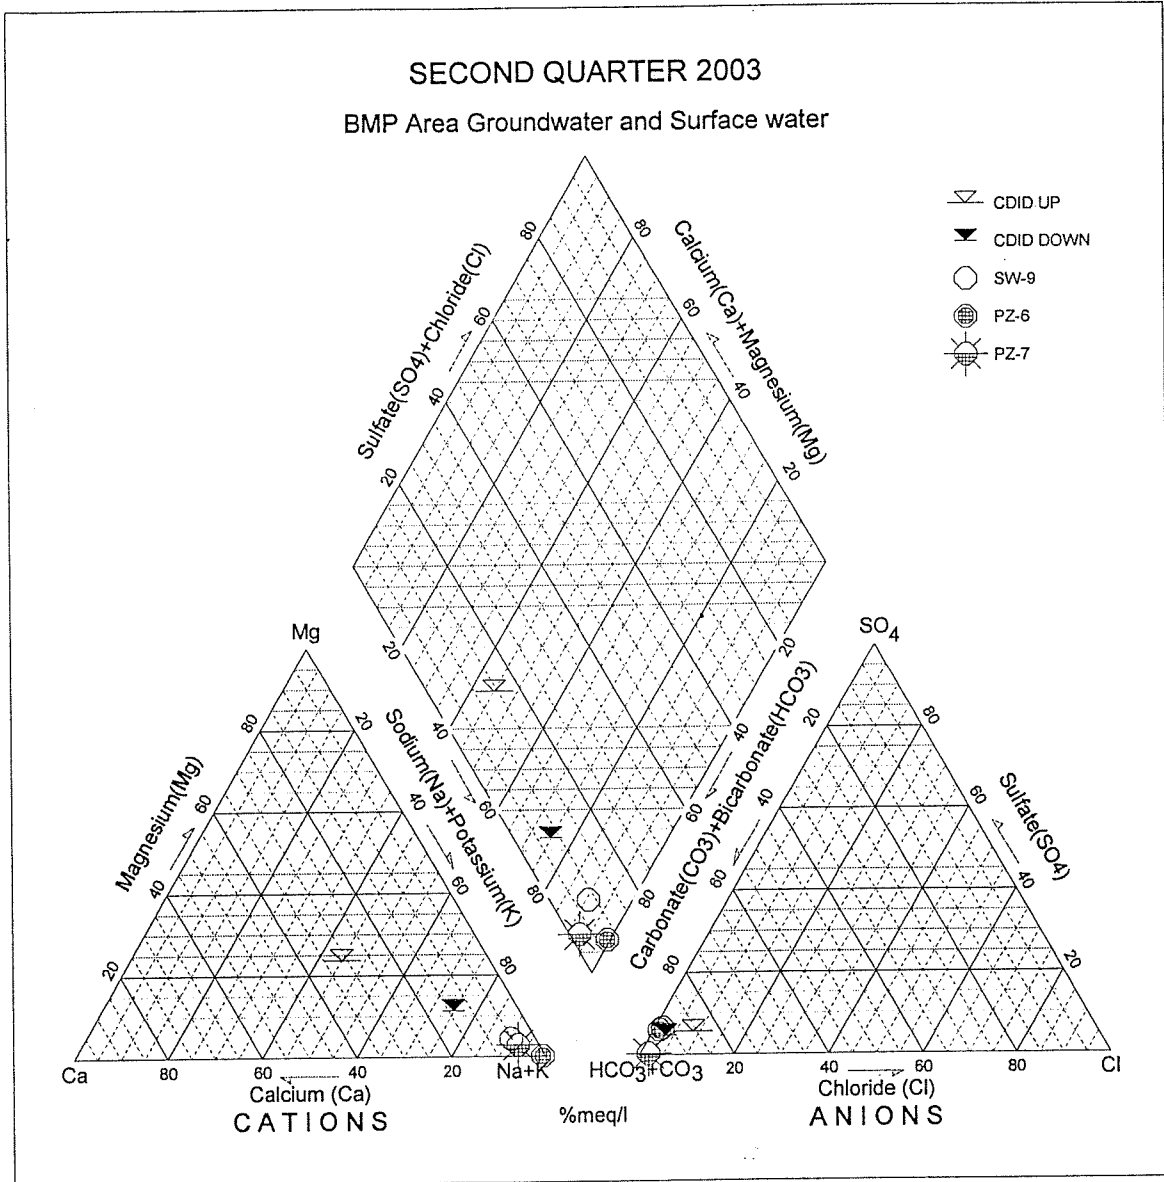 SECOND QUARTER 2003
BMP Area Groundwater and Surface water
CDID UP
CDID DOWN
SW-9
PZ-6
PZ-7
Sulfate(SO4)+Chloride(Cl)
Calcium(Ca)+Magnesium(Mg)
80
60
40
20
80
60
40
20
20
40
60
80
Sodium(Na)+Potassium(K)
20
40
60
80
Carbonate(CO3)+Bicarbonate(HCO3)
Mg
80
60
40
20
Magnesium(Mg)
20
40
60
80
Ca
80
60
40
20
Na+K
Calcium (Ca)
CATIONS
%meq/l
SO4
20
40
60
80
80
60
40
20
Sulfate(SO4)
HCO3+CO3
20
40
60
80
Cl
Chloride (Cl)
ANIONS